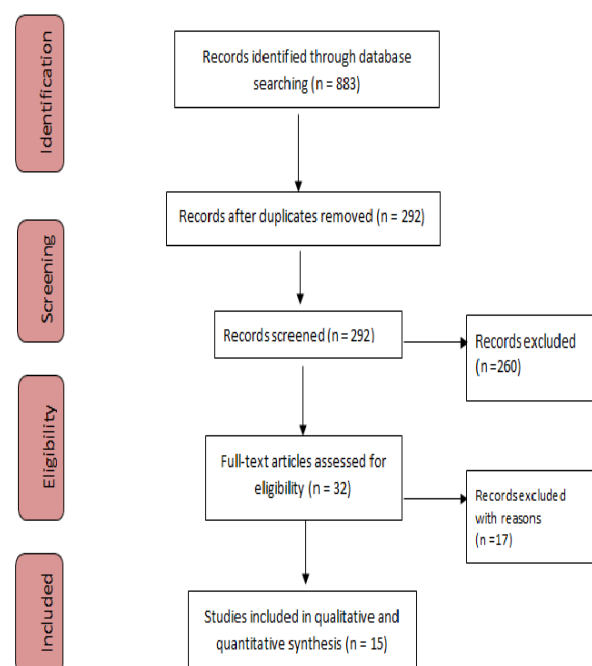 Identification
Records identified through database
searching (n = 883)
Records after duplicates removed (n = 292)
Screening
Records screened (n = 292)
Records excluded
(n =260)
Eligibility
Full-text articles assessed for
eligibility (n = 32)
Records excluded
with reasons
(n =17)
Included
Studies included in qualitative and
quantitative synthesis (n = 15)